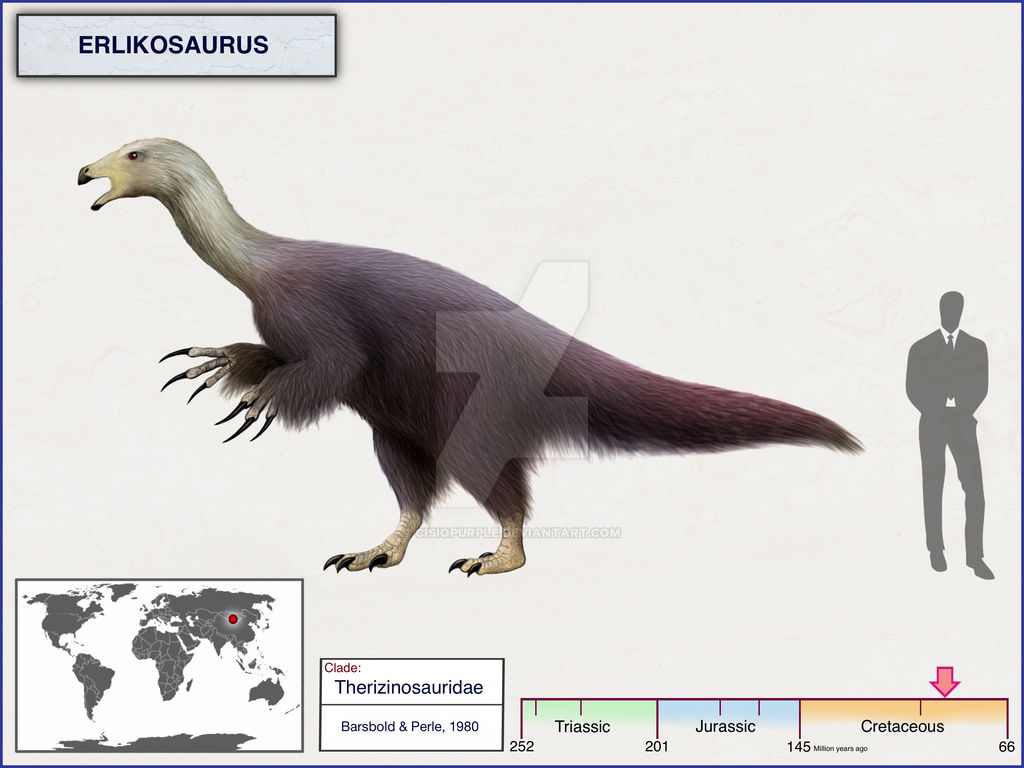 ERLIKOSAURUS
CISIOPURPLE.DEVIANTART.COM
Clade:
Therizinosauridae
Barsbold & Perle, 1980
Triassic
Jurassic
Cretaceous
252
201
145 Million years ago
66